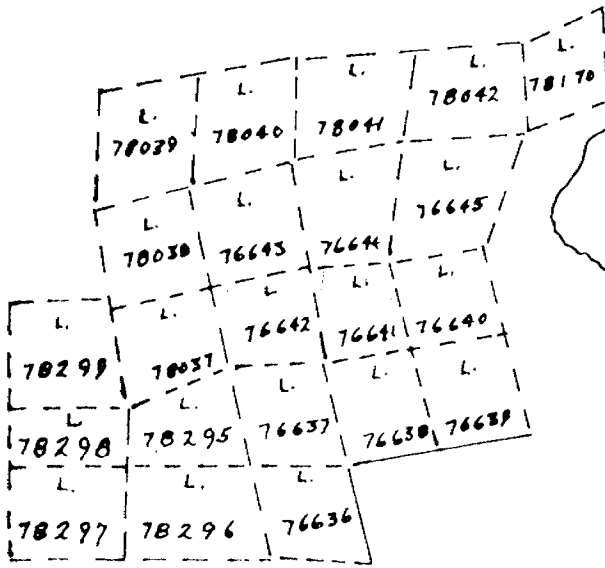 L. L. L. L. L.
78039 78040 78041 78042 78170
L. L. L. L.
78038 76643 76644 76645
L. L. L L. L.
78299 78037 76642 76641 76640
L L. L. L. L.
78298 78295 76637 76638 76639
L. L. L.
78297 78296 76636